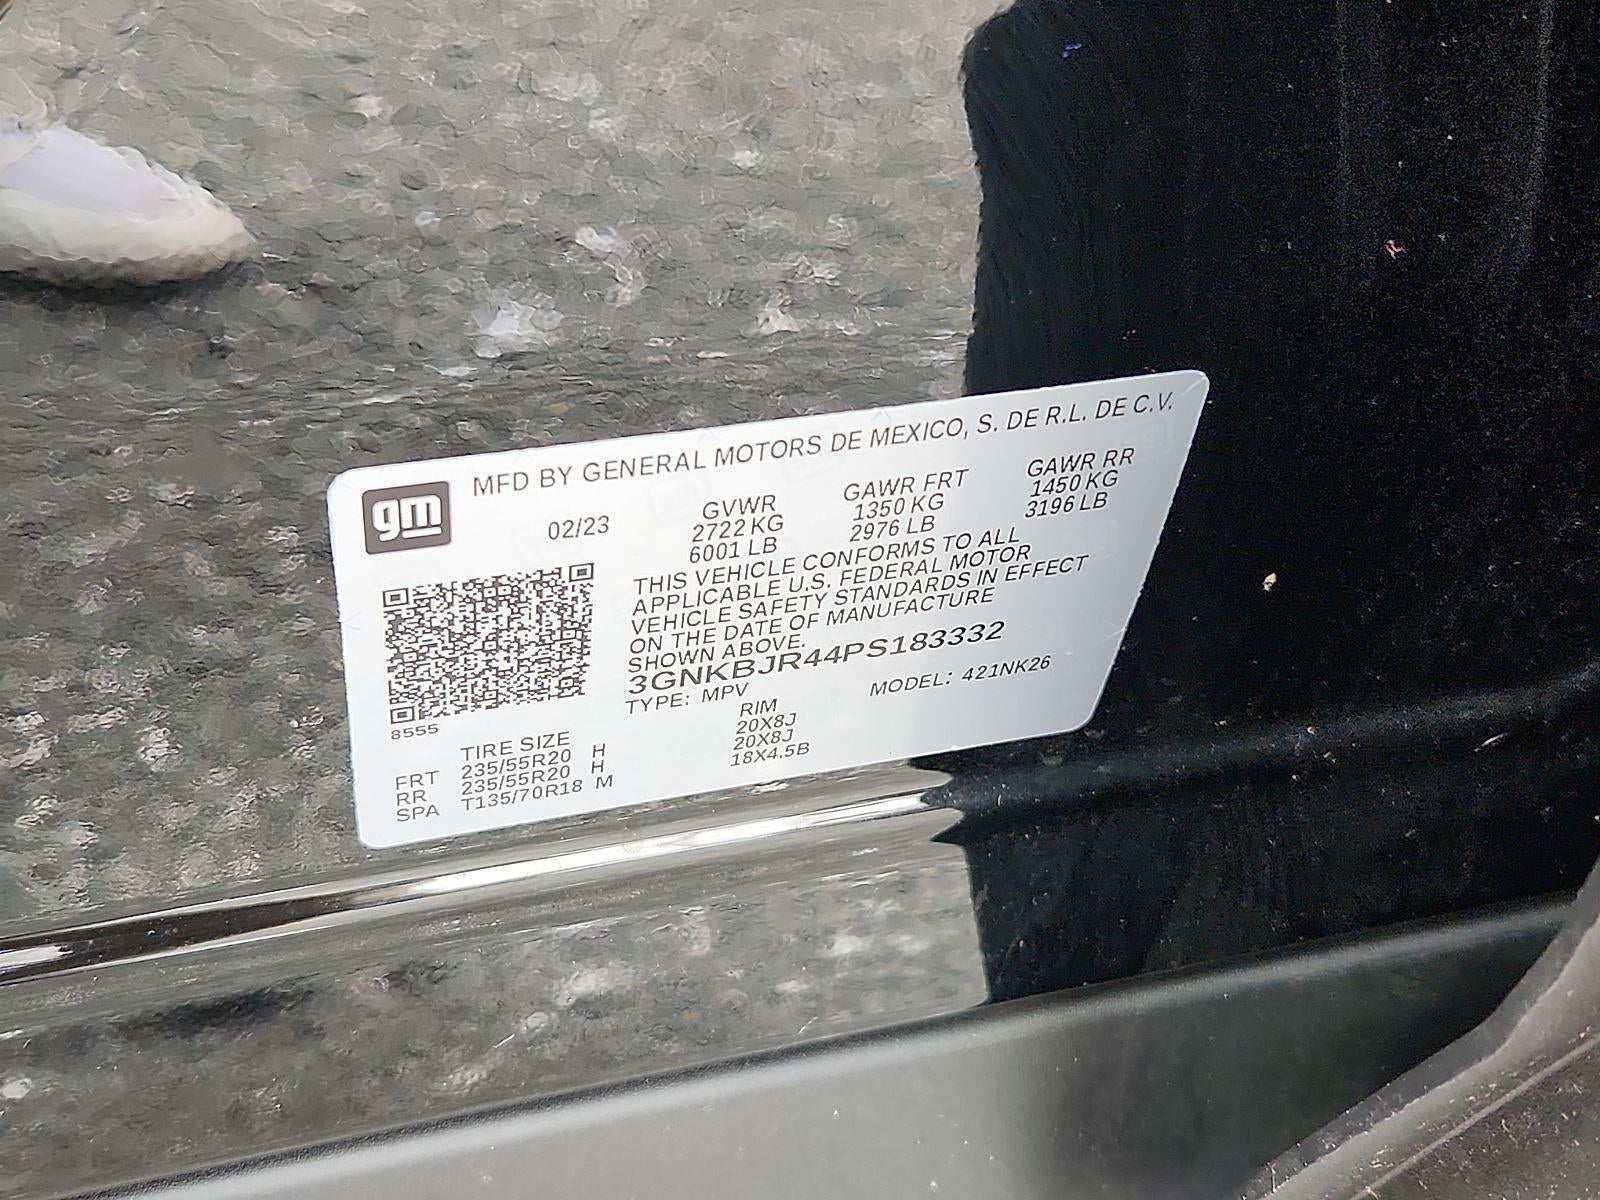 gm
MFD BY GENERAL MOTORS DE MEXICO, S. DE R.L. DE C.V.
02/23
GVWR GAWR FRT GAWR RR
2722 KG 1350 KG 1450 KG
6001 LB 2976 LB 3196 LB
THIS VEHICLE CONFORMS TO ALL
APPLICABLE U.S. FEDERAL MOTOR
VEHICLE SAFETY STANDARDS IN EFFECT
ON THE DATE OF MANUFACTURE
SHOWN ABOVE.
3GNKBJR44PS183332
TYPE: MPV MODEL: 421NK26
8555
TIRE SIZE RIM
FRT 235/55R20 H 20X8J
RR 235/55R20 H 20X8J
SPA T135/70R18 M 18X4.5B